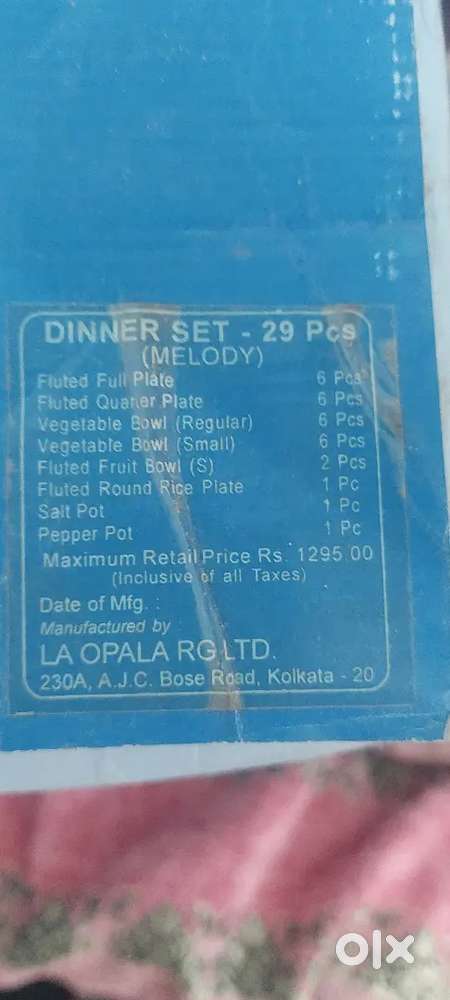 DINNER SET - 29 Pcs
(MELODY)
Fluted Full Plate 6 Pcs
Fluted Quarter Plate 6 Pcs
Vegetable Bowl (Regular) 6 Pcs
Vegetable Bowl (Small) 6 Pcs
Fluted Fruit Bowl (S) 2 Pcs
Fluted Round Rice Plate 1 Pc
Salt Pot 1 Pc
Pepper Pot 1 Pc
Maximum Retail Price Rs. 1295.00
(Inclusive of all Taxes)
Date of Mfg. :
Manufactured by :
LA OPALA RG LTD.
230A, A.J.C. Bose Road, Kolkata - 20
olx